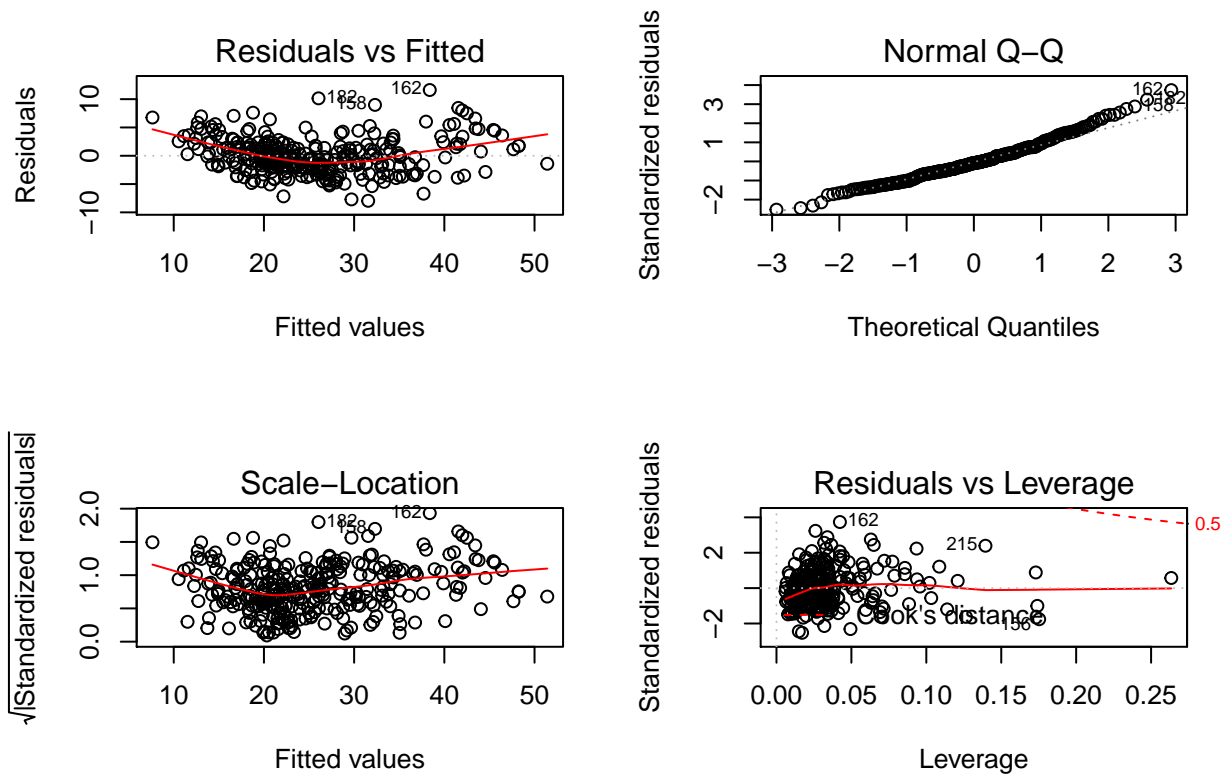 Residuals vs Fitted
Residuals
10
0
−10
182
158
162
10 20 30 40 50
Fitted values
Normal Q−Q
Standardized residuals
3
1
−2
162
182
158
−3 −2 −1 0 1 2 3
Theoretical Quantiles
Scale−Location
√|Standardized residuals|
2.0
1.0
0.0
182
158
162
10 20 30 40 50
Fitted values
Residuals vs Leverage
Standardized residuals
2
−2
162
215
156
Cook's distance
0.5
0.00 0.05 0.10 0.15 0.20 0.25
Leverage